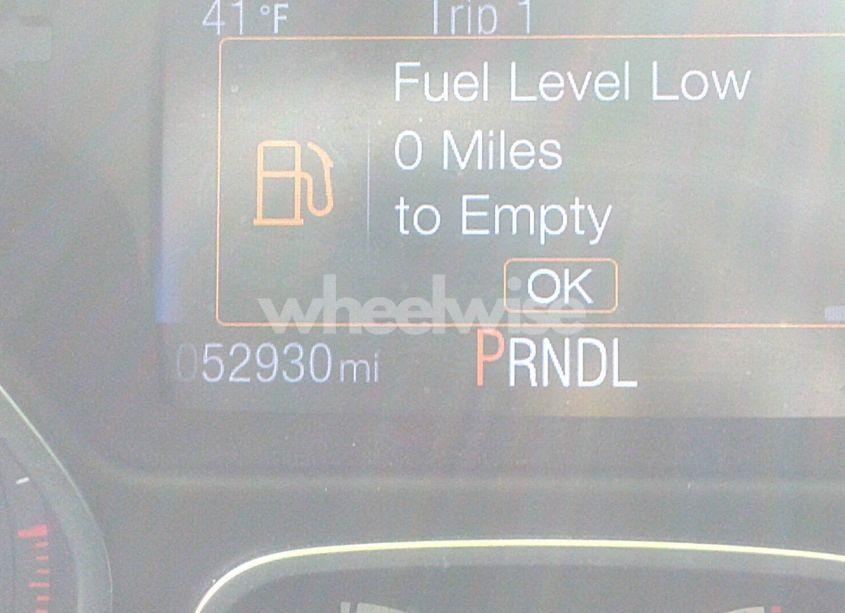 41 °F Trip 1
Fuel Level Low
0 Miles
to Empty
OK
wheelwise
052930 mi PRNDL